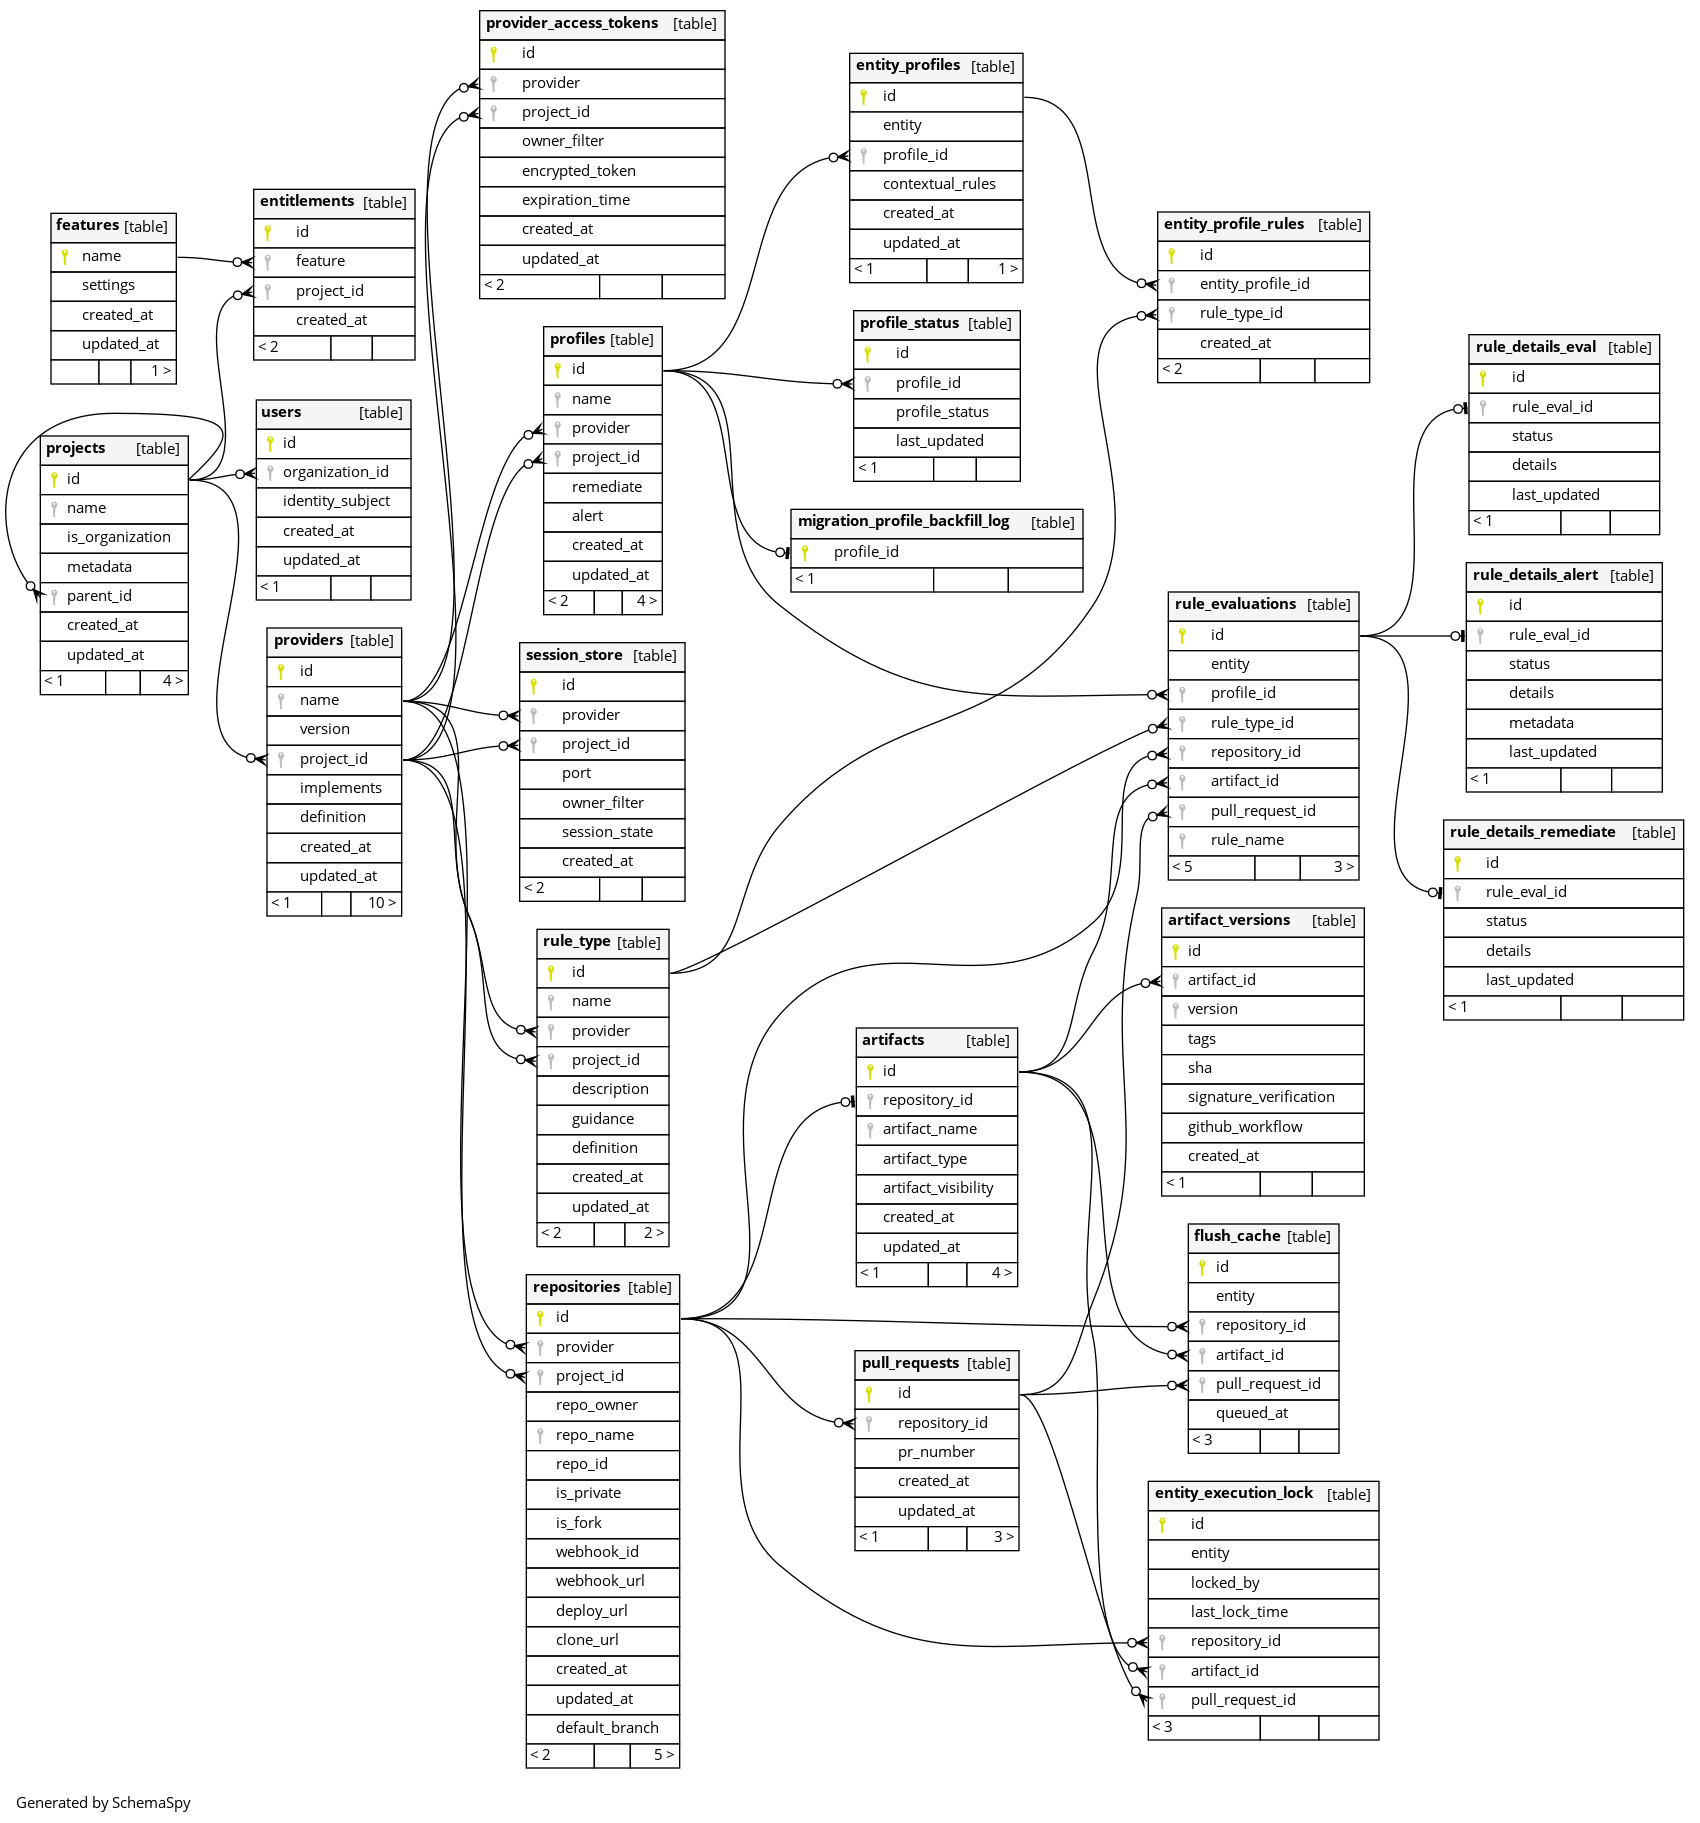 provider_access_tokens [table]
id
provider
project_id
owner_filter
encrypted_token
expiration_time
created_at
updated_at
< 2
entity_profiles [table]
id
entity
profile_id
contextual_rules
created_at
updated_at
< 1 1 >
entitlements [table]
id
feature
project_id
created_at
< 2
features [table]
name
settings
created_at
updated_at
1 >
entity_profile_rules [table]
id
entity_profile_id
rule_type_id
created_at
< 2
profile_status [table]
id
profile_id
profile_status
last_updated
< 1
profiles [table]
id
name
provider
project_id
remediate
alert
created_at
updated_at
< 2 4 >
rule_details_eval [table]
id
rule_eval_id
status
details
last_updated
< 1
users [table]
id
organization_id
identity_subject
created_at
updated_at
< 1
projects [table]
id
name
is_organization
metadata
parent_id
created_at
updated_at
< 1 4 >
migration_profile_backfill_log [table]
profile_id
< 1
rule_details_alert [table]
id
rule_eval_id
status
details
metadata
last_updated
< 1
rule_evaluations [table]
id
entity
profile_id
rule_type_id
repository_id
artifact_id
pull_request_id
rule_name
< 5 3 >
providers [table]
id
name
version
project_id
implements
definition
created_at
updated_at
< 1 10 >
session_store [table]
id
provider
project_id
port
owner_filter
session_state
created_at
< 2
rule_details_remediate [table]
id
rule_eval_id
status
details
last_updated
< 1
artifact_versions [table]
id
artifact_id
version
tags
sha
signature_verification
github_workflow
created_at
< 1
rule_type [table]
id
name
provider
project_id
description
guidance
definition
created_at
updated_at
< 2 2 >
artifacts [table]
id
repository_id
artifact_name
artifact_type
artifact_visibility
created_at
updated_at
< 1 4 >
flush_cache [table]
id
entity
repository_id
artifact_id
pull_request_id
queued_at
< 3
repositories [table]
id
provider
project_id
repo_owner
repo_name
repo_id
is_private
is_fork
webhook_id
webhook_url
deploy_url
clone_url
created_at
updated_at
default_branch
< 2 5 >
pull_requests [table]
id
repository_id
pr_number
created_at
updated_at
< 1 3 >
entity_execution_lock [table]
id
entity
locked_by
last_lock_time
repository_id
artifact_id
pull_request_id
< 3
Generated by SchemaSpy